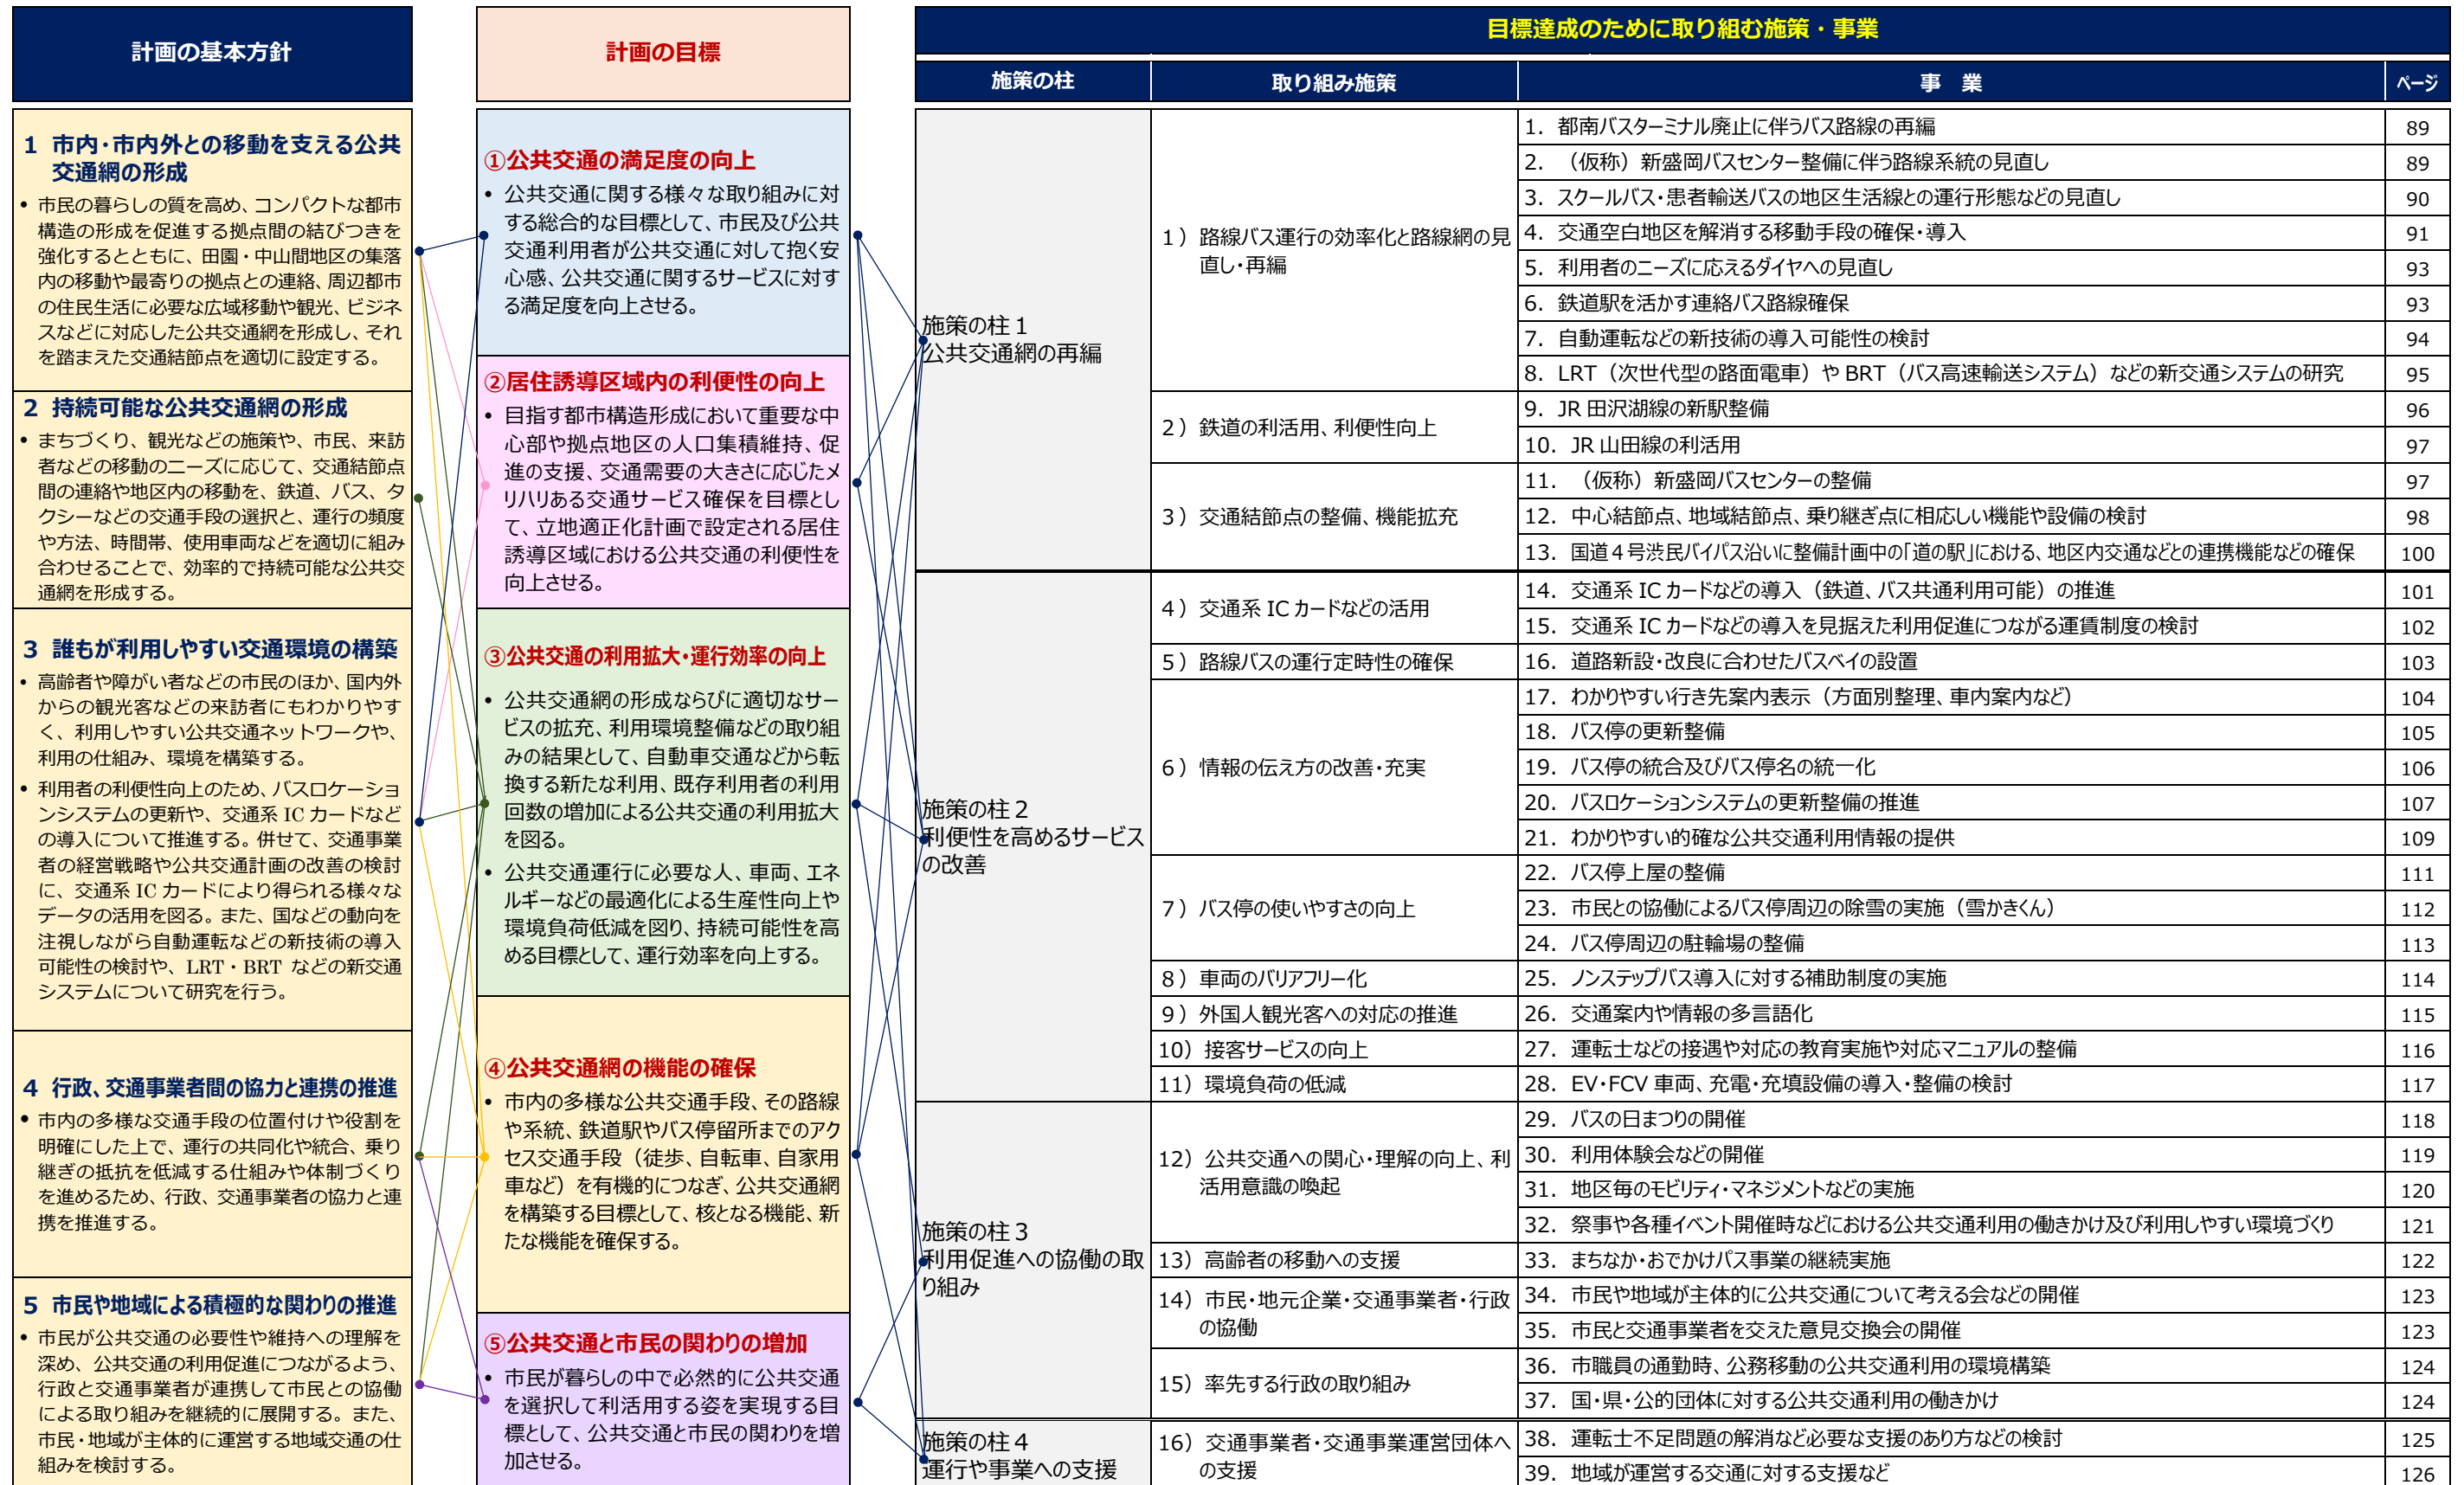 計画の基本方針
1 市内・市内外との移動を支える公共
交通網の形成
• 市民の暮らしの質を高め、コンパクトな都市
構造の形成を促進する拠点間の結びつきを
強化するとともに、田園・中山間地区の集落
内の移動や最寄りの拠点との連絡、周辺都市
の住民生活に必要な広域移動や観光、ビジネ
スなどに対応した公共交通網を形成し、それ
を踏まえた交通結節点を適切に設定する。
2 持続可能な公共交通網の形成
• まちづくり、観光などの施策や、市民、来訪
者などの移動のニーズに応じて、交通結節点
間の連絡や地区内の移動を、鉄道、バス、タ
クシーなどの交通手段の選択と、運行の頻度
や方法、時間帯、使用車両などを適切に組み
合わせることで、効率的で持続可能な公共交
通網を形成する。
3 誰もが利用しやすい交通環境の構築
• 高齢者や障がい者などの市民のほか、国内外
からの観光客などの来訪者にもわかりやす
く、利用しやすい公共交通ネットワークや、
利用の仕組み、環境を構築する。
• 利用者の利便性向上のため、バスロケーショ
ンシステムの更新や、交通系 IC カードなど
の導入について推進する。併せて、交通事業
者の経営戦略や公共交通計画の改善の検討
に、交通系 IC カードにより得られる様々な
データの活用を図る。また、国などの動向を
注視しながら自動運転などの新技術の導入
可能性の検討や、LRT・BRT などの新交通
システムについて研究を行う。
4 行政、交通事業者間の協力と連携の推進
• 市内の多様な交通手段の位置付けや役割を
明確にした上で、運行の共同化や統合、乗り
継ぎの抵抗を低減する仕組みや体制づくり
を進めるため、行政、交通事業者の協力と連
携を推進する。
5 市民や地域による積極的な関わりの推進
• 市民が公共交通の必要性や維持への理解を
深め、公共交通の利用促進につながるよう、
行政と交通事業者が連携して市民との協働
による取り組みを継続的に展開する。また、
市民・地域が主体的に運営する地域交通の仕
組みを検討する。
計画の目標
①公共交通の満足度の向上
• 公共交通に関する様々な取り組みに対
する総合的な目標として、市民及び公共
交通利用者が公共交通に対して抱く安
心感、公共交通に関するサービスに対す
る満足度を向上させる。
②居住誘導区域内の利便性の向上
• 目指す都市構造形成において重要な中
心部や拠点地区の人口集積維持、促
進の支援、交通需要の大きさに応じたメ
リハリある交通サービス確保を目標とし
て、立地適正化計画で設定される居住
誘導区域における公共交通の利便性を
向上させる。
③公共交通の利用拡大・運行効率の向上
• 公共交通網の形成ならびに適切なサー
ビスの拡充、利用環境整備などの取り組
みの結果として、自動車交通などから転
換する新たな利用、既存利用者の利用
回数の増加による公共交通の利用拡大
を図る。
• 公共交通運行に必要な人、車両、エネ
ルギーなどの最適化による生産性向上や
環境負荷低減を図り、持続可能性を高
める目標として、運行効率を向上する。
④公共交通網の機能の確保
• 市内の多様な公共交通手段、その路線
や系統、鉄道駅やバス停留所までのアク
セス交通手段（徒歩、自転車、自家用
車など）を有機的につなぎ、公共交通網
を構築する目標として、核となる機能、新
たな機能を確保する。
⑤公共交通と市民の関わりの増加
• 市民が暮らしの中で必然的に公共交通
を選択して利活用する姿を実現する目
標として、公共交通と市民の関わりを増
加させる。
目標達成のために取り組む施策・事業
施策の柱 取り組み施策 事 業 ページ
施策の柱１
公共交通網の再編
1）路線バス運行の効率化と路線網の見
直し・再編
1．都南バスターミナル廃止に伴うバス路線の再編 89
2．（仮称）新盛岡バスセンター整備に伴う路線系統の見直し 89
3．スクールバス・患者輸送バスの地区生活線との運行形態などの見直し 90
4．交通空白地区を解消する移動手段の確保・導入 91
5．利用者のニーズに応えるダイヤへの見直し 93
6．鉄道駅を活かす連絡バス路線確保 93
7．自動運転などの新技術の導入可能性の検討 94
8．LRT（次世代型の路面電車）や BRT（バス高速輸送システム）などの新交通システムの研究 95
2）鉄道の利活用、利便性向上
9．JR 田沢湖線の新駅整備 96
10．JR 山田線の利活用 97
3）交通結節点の整備、機能拡充
11．（仮称）新盛岡バスセンターの整備 97
12．中心結節点、地域結節点、乗り継ぎ点に相応しい機能や設備の検討 98
13．国道４号渋民バイパス沿いに整備計画中の「道の駅」における、地区内交通などとの連携機能などの確保 100
施策の柱２
利便性を高めるサービス
の改善
4）交通系 IC カードなどの活用
14．交通系 IC カードなどの導入（鉄道、バス共通利用可能）の推進 101
15．交通系 IC カードなどの導入を見据えた利用促進につながる運賃制度の検討 102
5）路線バスの運行定時性の確保
16．道路新設・改良に合わせたバスベイの設置 103
6）情報の伝え方の改善・充実
17．わかりやすい行き先案内表示（方面別整理、車内案内など） 104
18．バス停の更新整備 105
19．バス停の統合及びバス停名の統一化 106
20．バスロケーションシステムの更新整備の推進 107
21．わかりやすい的確な公共交通利用情報の提供 109
7）バス停の使いやすさの向上
22．バス停上屋の整備 111
23．市民との協働によるバス停周辺の除雪の実施（雪かきくん） 112
24．バス停周辺の駐輪場の整備 113
8）車両のバリアフリー化
25．ノンステップバス導入に対する補助制度の実施 114
9）外国人観光客への対応の推進
26．交通案内や情報の多言語化 115
10）接客サービスの向上
27．運転士などの接遇や対応の教育実施や対応マニュアルの整備 116
11）環境負荷の低減
28．EV・FCV 車両、充電・充填設備の導入・整備の検討 117
施策の柱３
利用促進への協働の取
り組み
12）公共交通への関心・理解の向上、利
活用意識の喚起
29．バスの日まつりの開催 118
30．利用体験会などの開催 119
31．地区毎のモビリティ・マネジメントなどの実施 120
32．祭事や各種イベント開催時などにおける公共交通利用の働きかけ及び利用しやすい環境づくり 121
13）高齢者の移動への支援
33．まちなか・おでかけパス事業の継続実施 122
14）市民・地元企業・交通事業者・行政
の協働
34．市民や地域が主体的に公共交通について考える会などの開催 123
35．市民と交通事業者を交えた意見交換会の開催 123
15）率先する行政の取り組み
36．市職員の通勤時、公務移動の公共交通利用の環境構築 124
37．国・県・公的団体に対する公共交通利用の働きかけ 124
施策の柱４
運行や事業への支援
16）交通事業者・交通事業運営団体へ
の支援
38．運転士不足問題の解消など必要な支援のあり方などの検討 125
39．地域が運営する交通に対する支援など 126